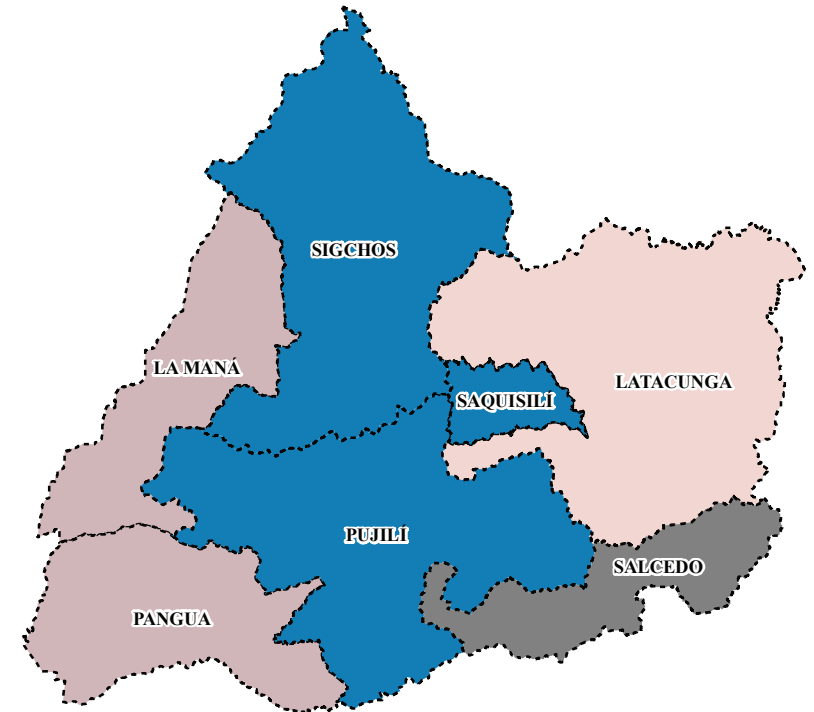 SIGCHOS
LA MANÁ
LATACUNGA
SAQUISILÍ
PUJILÍ
SALCEDO
PANGUA